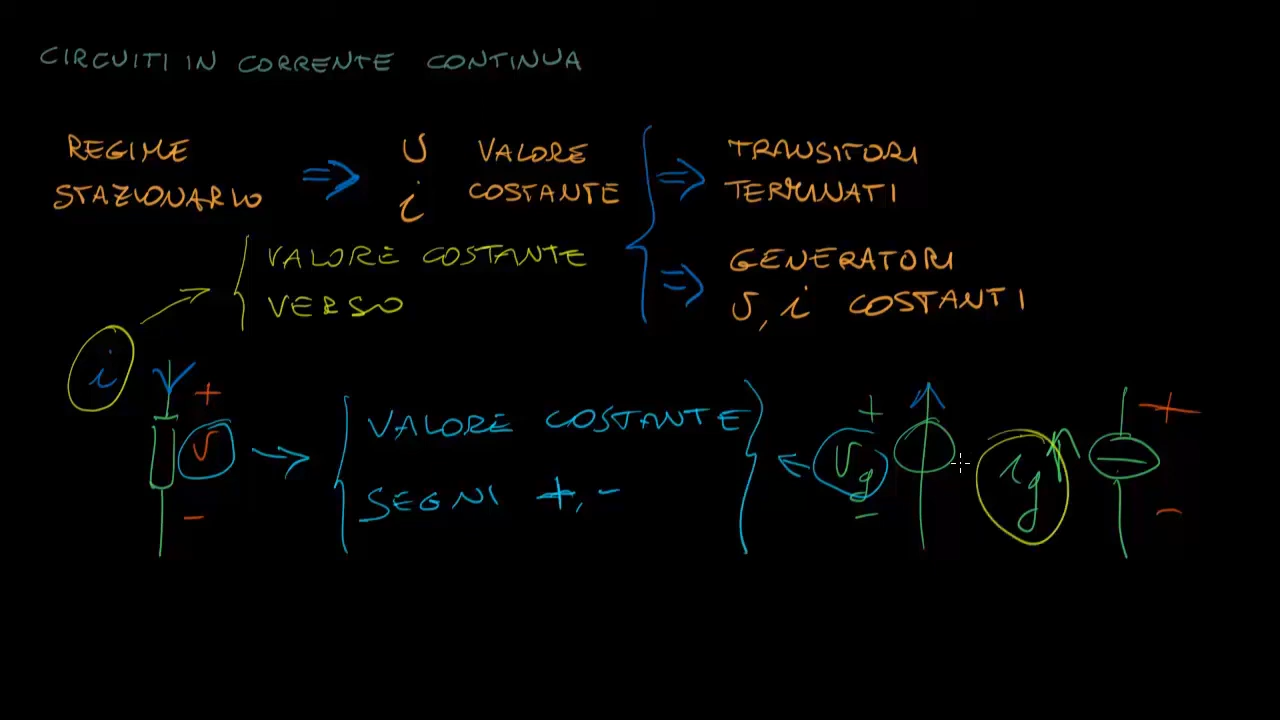 CIRCUITI IN CORRENTE CONTINUA
REGIME STAZIONARIO ⇒ v i VALORE COSTANTE
⇒ TRANSITORI TERMINATI
⇒ GENERATORI v, i COSTANTI
VALORE COSTANTE
VERSO
i
+
v
-
VALORE COSTANTE
SEGNI +, -
+
vg
-
ig
+
-